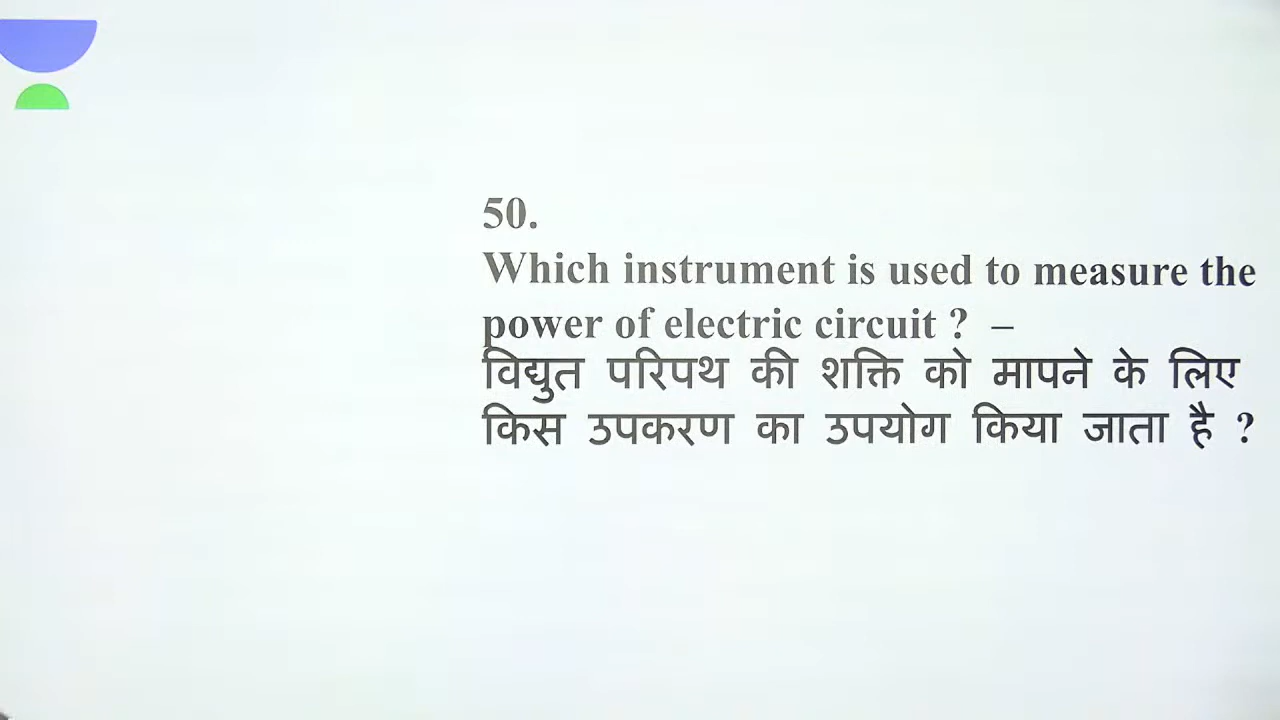 50.
Which instrument is used to measure the
power of electric circuit ? –
विद्युत परिपथ की शक्ति को मापने के लिए
किस उपकरण का उपयोग किया जाता है ?